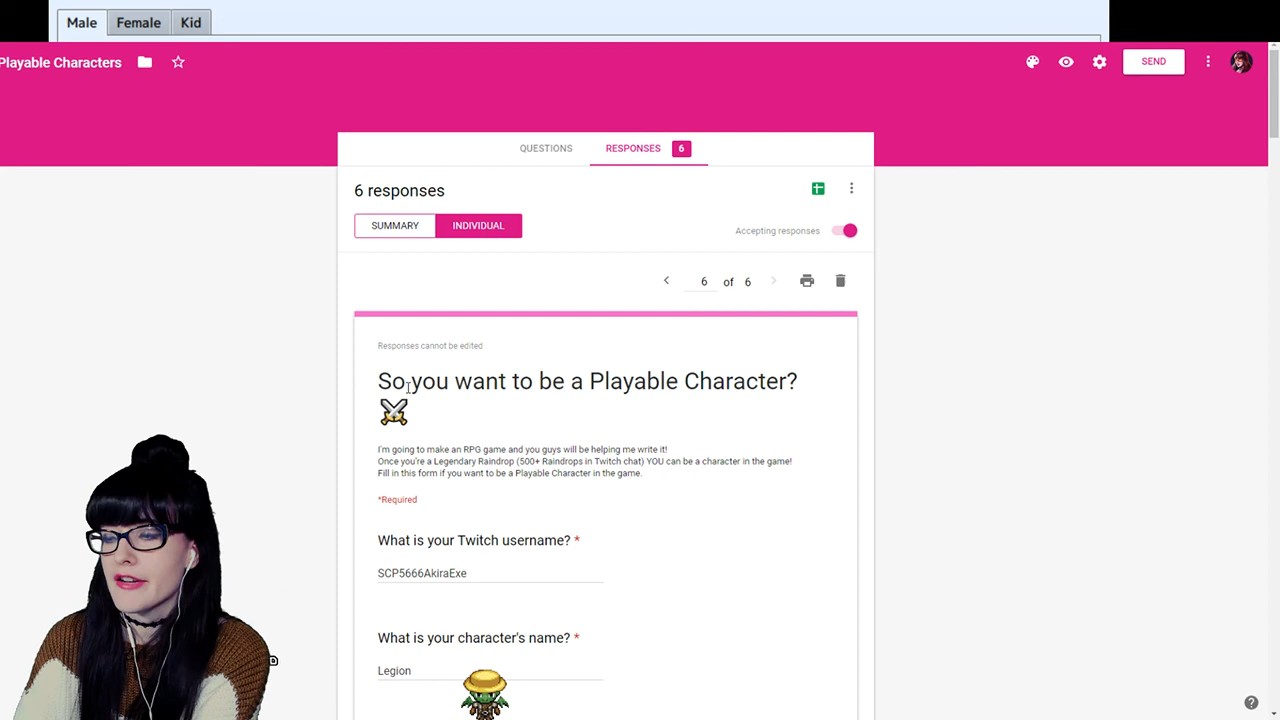 Male Female Kid
Playable Characters
SEND
QUESTIONS RESPONSES 6
6 responses
SUMMARY INDIVIDUAL
Accepting responses
6 of 6
Responses cannot be edited
So you want to be a Playable Character?
I'm going to make an RPG game and you guys will be helping me write it!
Once you're a Legendary Raindrop (500+ Raindrops in Twitch chat) YOU can be a character in the game!
Fill in this form if you want to be a Playable Character in the game.
*Required
What is your Twitch username? *
SCP5666AkiraExe
What is your character's name? *
Legion